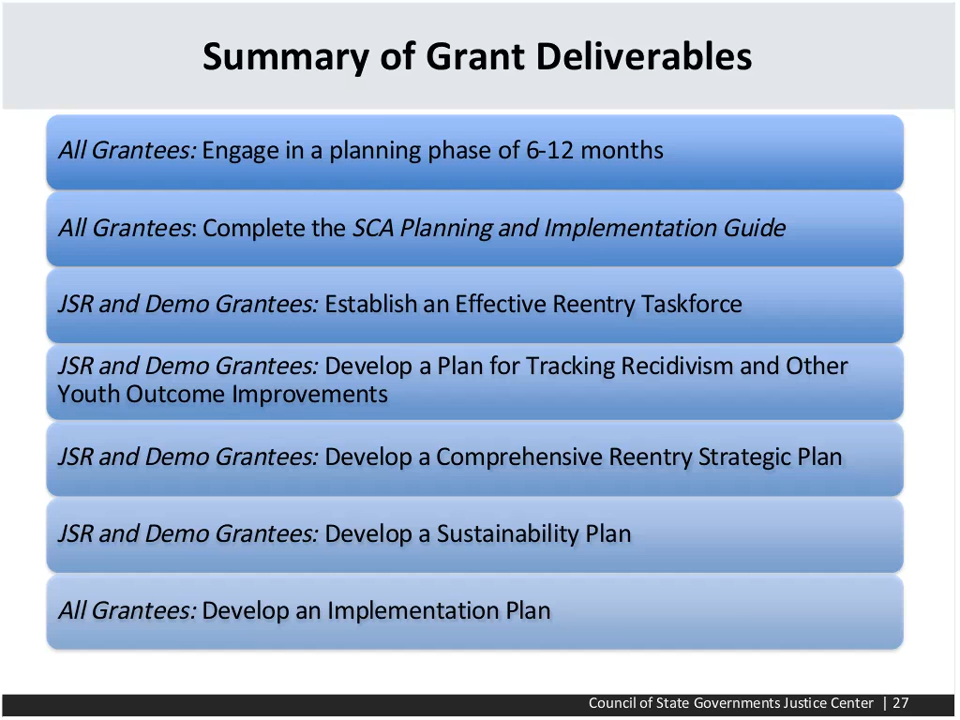 Summary of Grant Deliverables
All Grantees: Engage in a planning phase of 6-12 months
All Grantees: Complete the SCA Planning and Implementation Guide
JSR and Demo Grantees: Establish an Effective Reentry Taskforce
JSR and Demo Grantees: Develop a Plan for Tracking Recidivism and Other
Youth Outcome Improvements
JSR and Demo Grantees: Develop a Comprehensive Reentry Strategic Plan
JSR and Demo Grantees: Develop a Sustainability Plan
All Grantees: Develop an Implementation Plan
Council of State Governments Justice Center | 27